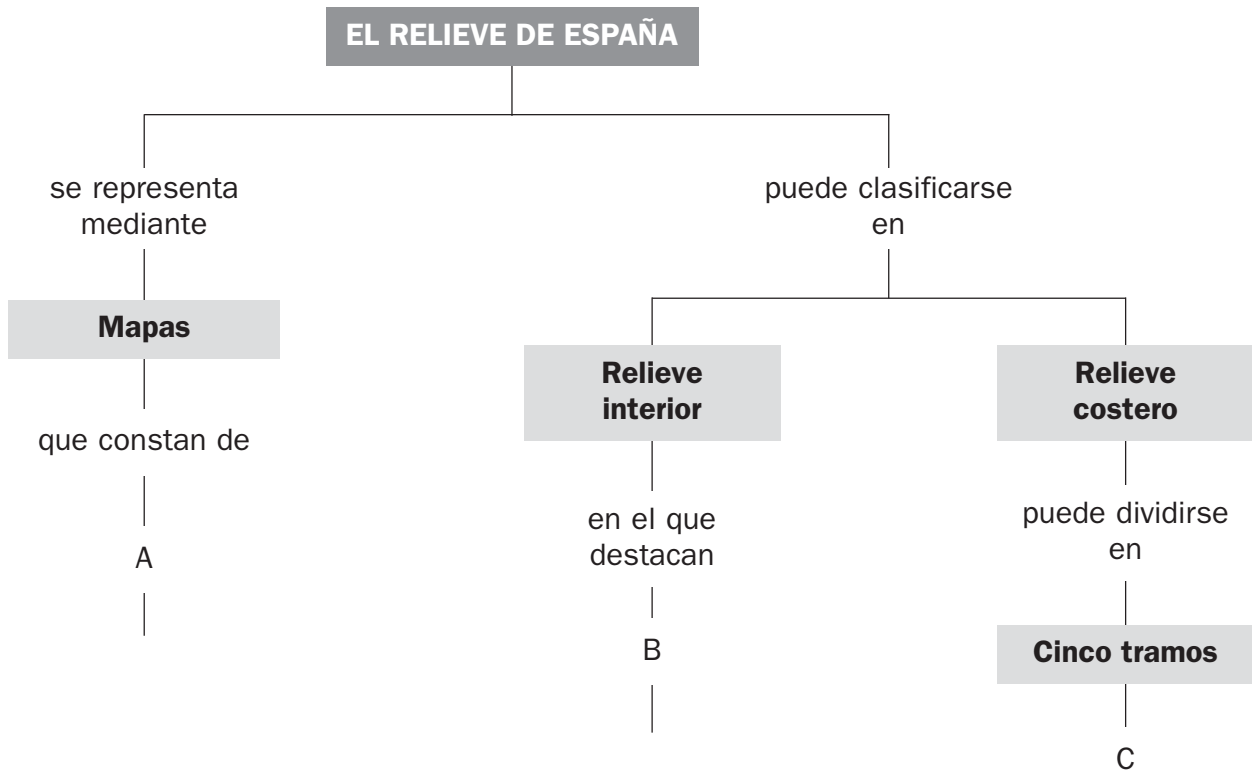 EL RELIEVE DE ESPAÑA
se representa
mediante
puede clasificarse
en
Mapas
Relieve
interior
Relieve
costero
que constan de
en el que
destacan
puede dividirse
en
A
B
Cinco tramos
C